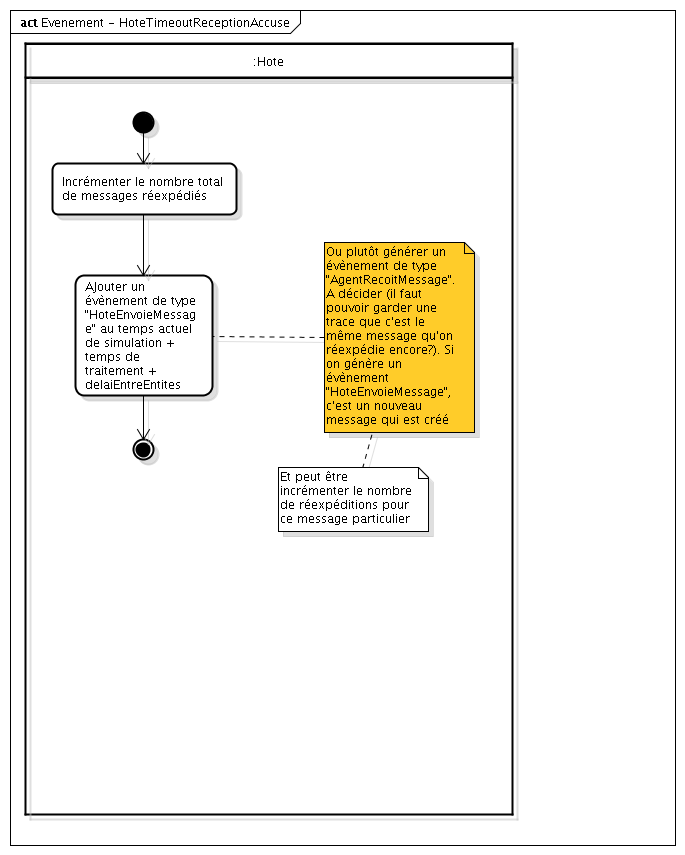 act Evenement - HoteTimeoutReceptionAccuse
:Hote
Incrémenter le nombre total
de messages réexpédiés
Ajouter un
évènement de type
"HoteEnvoieMessag
e" au temps actuel
de simulation +
temps de
traitement +
delaiEntreEntites
Ou plutôt générer un
évènement de type
"AgentRecoitMessage".
A décider (il faut
pouvoir garder une
trace que c'est le
même message qu'on
réexpédie encore?). Si
on génère un
évènement
"HoteEnvoieMessage",
c'est un nouveau
message qui est créé
Et peut être
incrémenter le nombre
de réexpéditions pour
ce message particulier